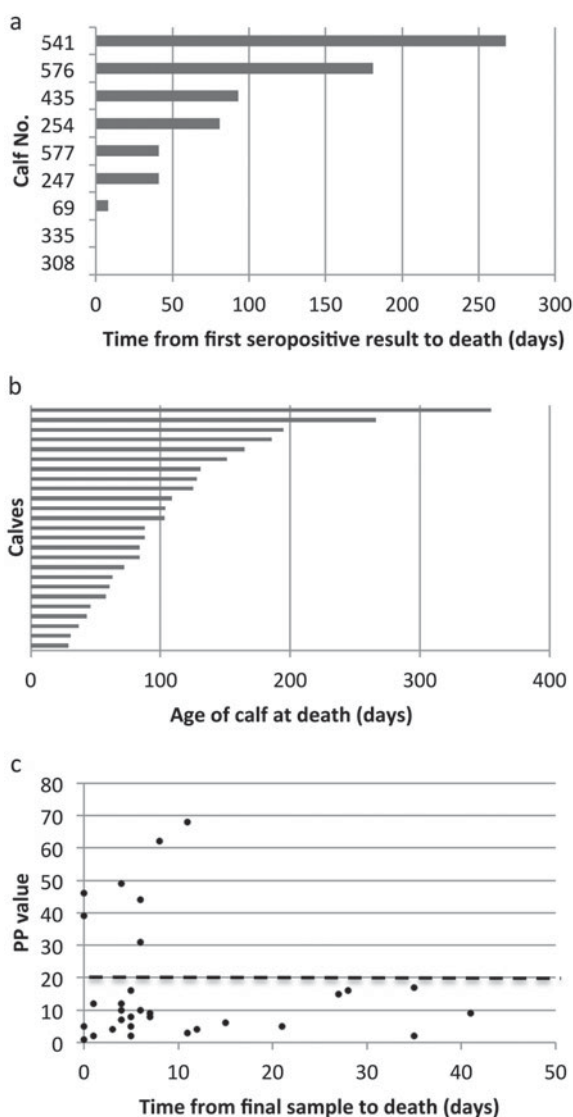 a
541
576
435
254
577
247
69
335
308
Calf No.
0 50 100 150 200 250 300
Time from first seropositive result to death (days)
b
Calves
0 100 200 300 400
Age of calf at death (days)
c
80
70
60
50
40
30
20
10
0
PP value
0 10 20 30 40 50
Time from final sample to death (days)